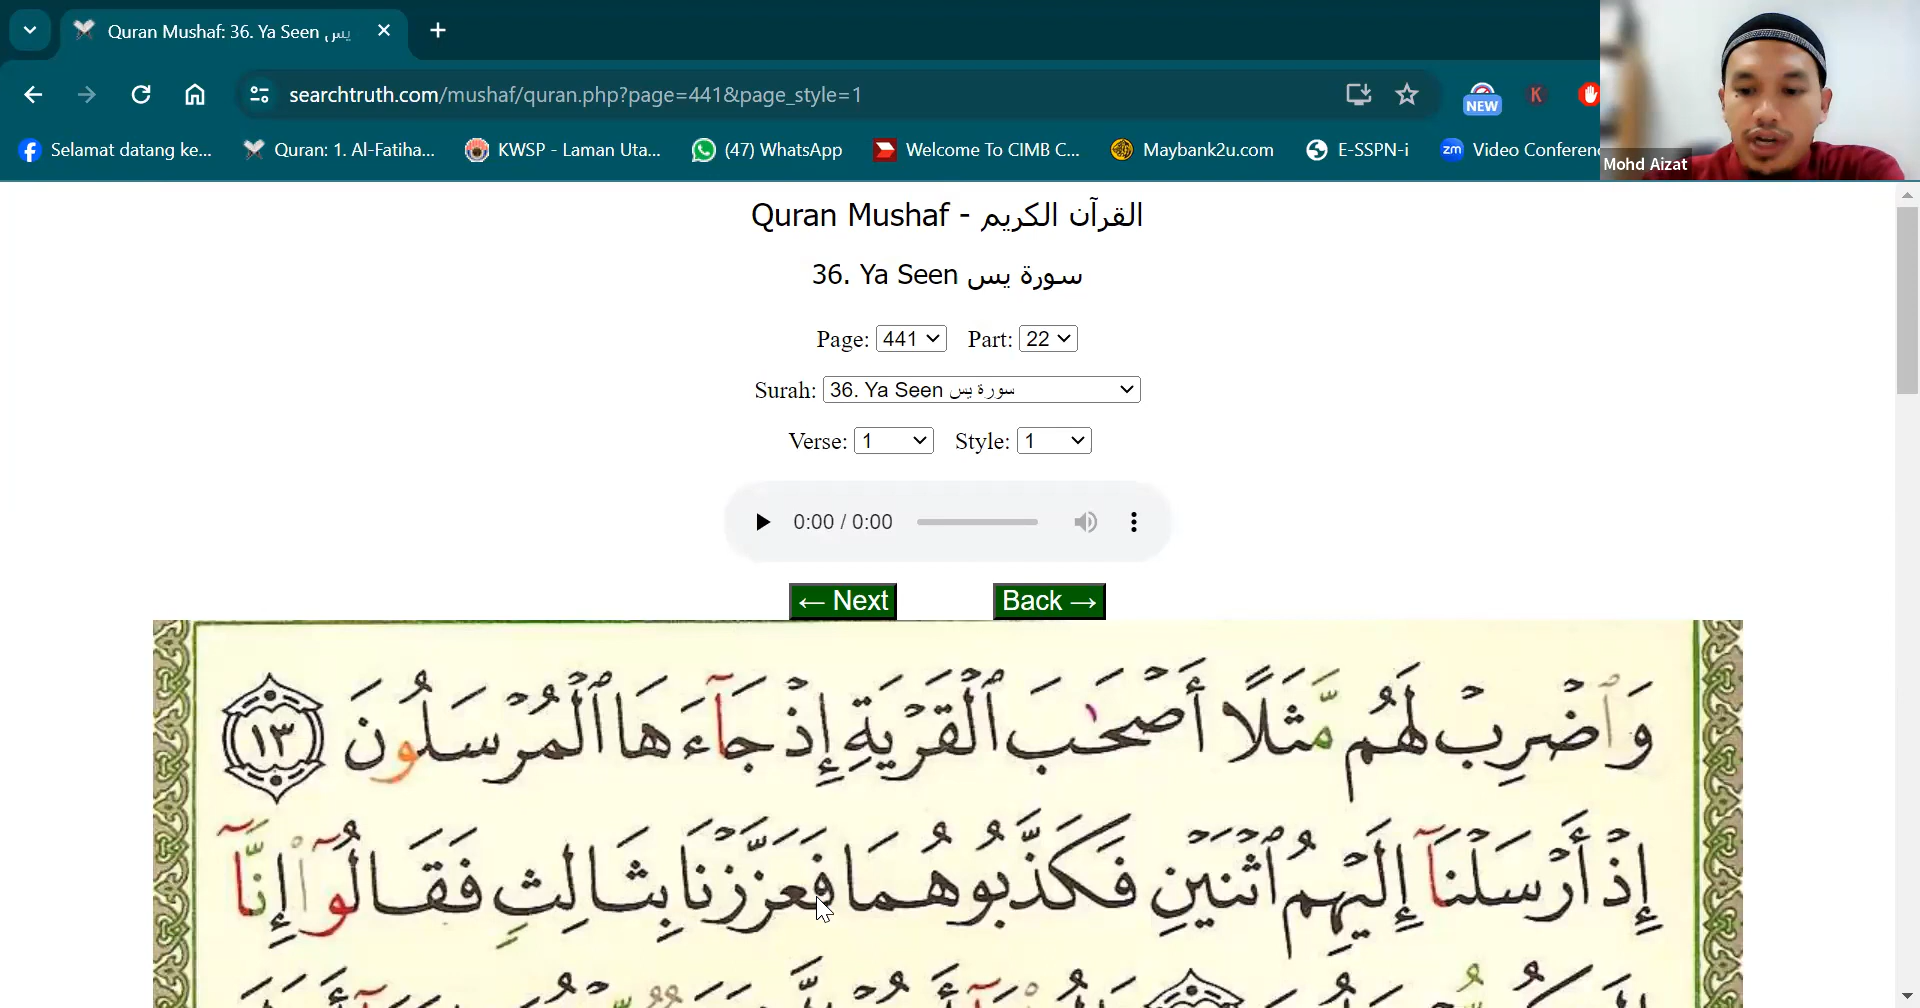 Quran Mushaf: 36. Ya Seen يس
searchtruth.com/mushaf/quran.php?page=441&page_style=1
NEW
K
Selamat datang ke...
Quran: 1. Al-Fatiha...
KWSP - Laman Uta...
(47) WhatsApp
Welcome To CIMB C...
Maybank2u.com
E-SSPN-i
zm Video Conferen
Mohd Aizat
Quran Mushaf - القرآن الكريم
36. Ya Seen سورة يس
Page: 441 Part: 22
Surah: 36. Ya Seen سورة يس
Verse: 1 Style: 1
0:00 / 0:00
← Next Back →
وَٱضْرِبْ لَهُم مَّثَلًا أَصْحَٰبَ ٱلْقَرْيَةِ إِذْ جَآءَهَا ٱلْمُرْسَلُونَ ١٣
إِذْ أَرْسَلْنَآ إِلَيْهِمُ ٱثْنَيْنِ فَكَذَّبُوهُمَا فَعَزَّزْنَا بِثَالِثٍ فَقَالُوٓا۟ إِنَّآ